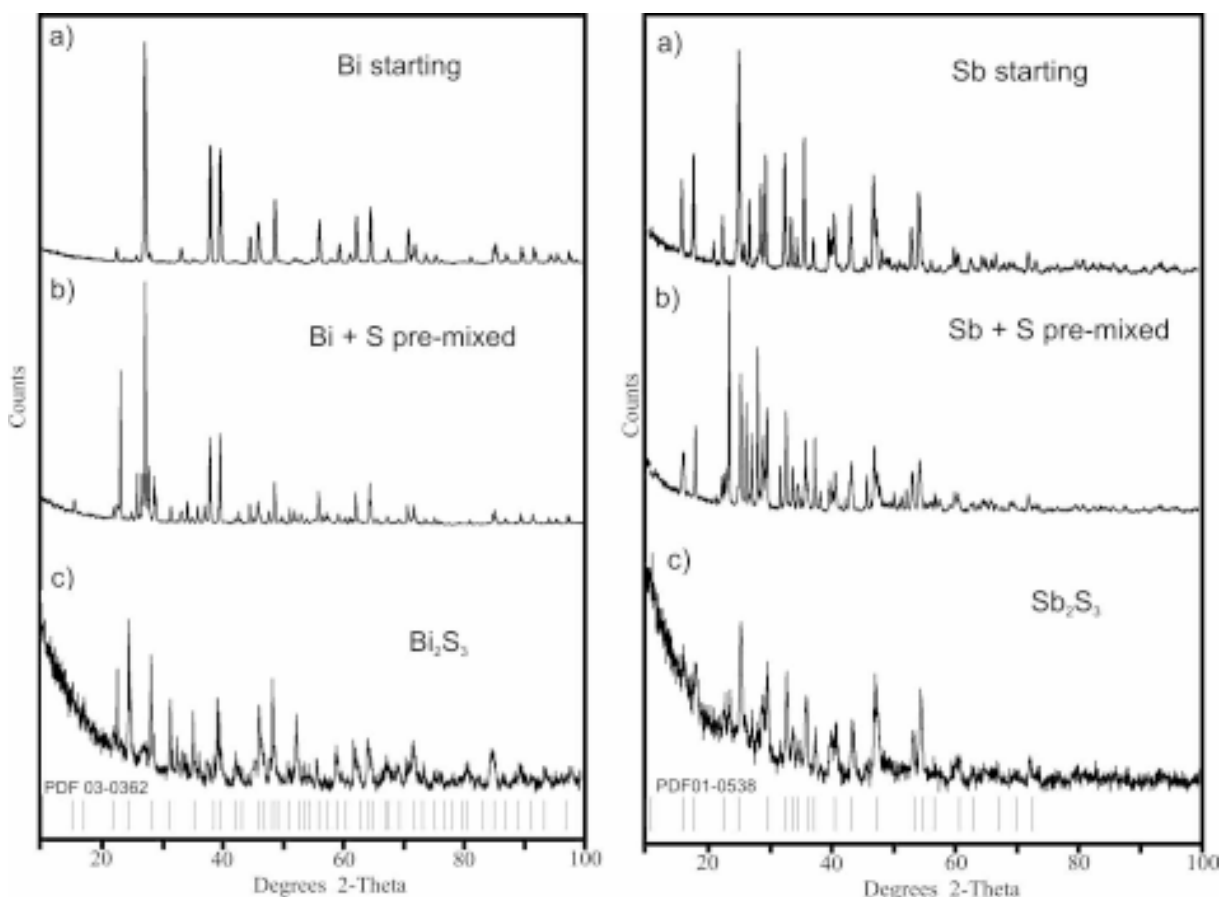 a)
Bi starting
b)
Bi + S pre-mixed
Counts
c)
Bi₂S₃
PDF 03-0362
20
40
60
80
100
Degrees 2-Theta
a)
Sb starting
b)
Sb + S pre-mixed
Counts
c)
Sb₂S₃
PDF01-0538
20
40
60
80
100
Degrees 2-Theta